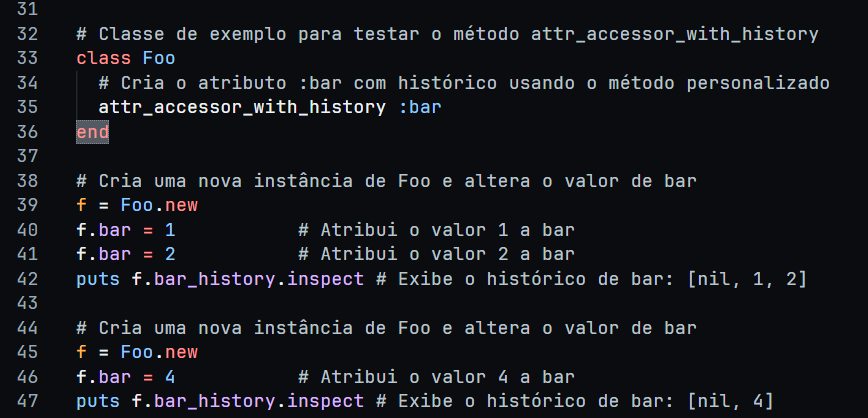 31
32 # Classe de exemplo para testar o método attr_accessor_with_history
33 class Foo
34   # Cria o atributo :bar com histórico usando o método personalizado
35   attr_accessor_with_history :bar
36 end
37
38 # Cria uma nova instância de Foo e altera o valor de bar
39 f = Foo.new
40 f.bar = 1           # Atribui o valor 1 a bar
41 f.bar = 2           # Atribui o valor 2 a bar
42 puts f.bar_history.inspect # Exibe o histórico de bar: [nil, 1, 2]
43
44 # Cria uma nova instância de Foo e altera o valor de bar
45 f = Foo.new
46 f.bar = 4           # Atribui o valor 4 a bar
47 puts f.bar_history.inspect # Exibe o histórico de bar: [nil, 4]